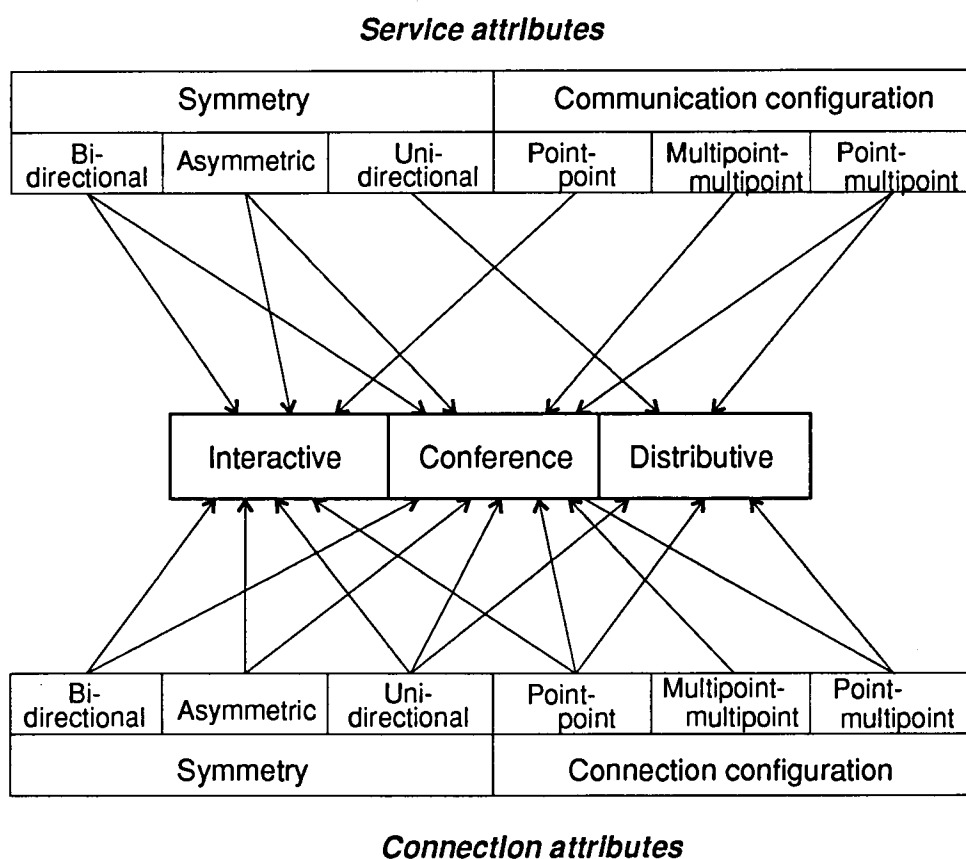 Service attributes
Symmetry Communication configuration
Bi- Asymmetric Uni- Point- Multipoint- Point-
directional directional point multipoint multipoint
Interactive Conference Distributive
Bi- Asymmetric Uni- Point- Multipoint- Point-
directional directional point multipoint multipoint
Symmetry Connection configuration
Connection attributes